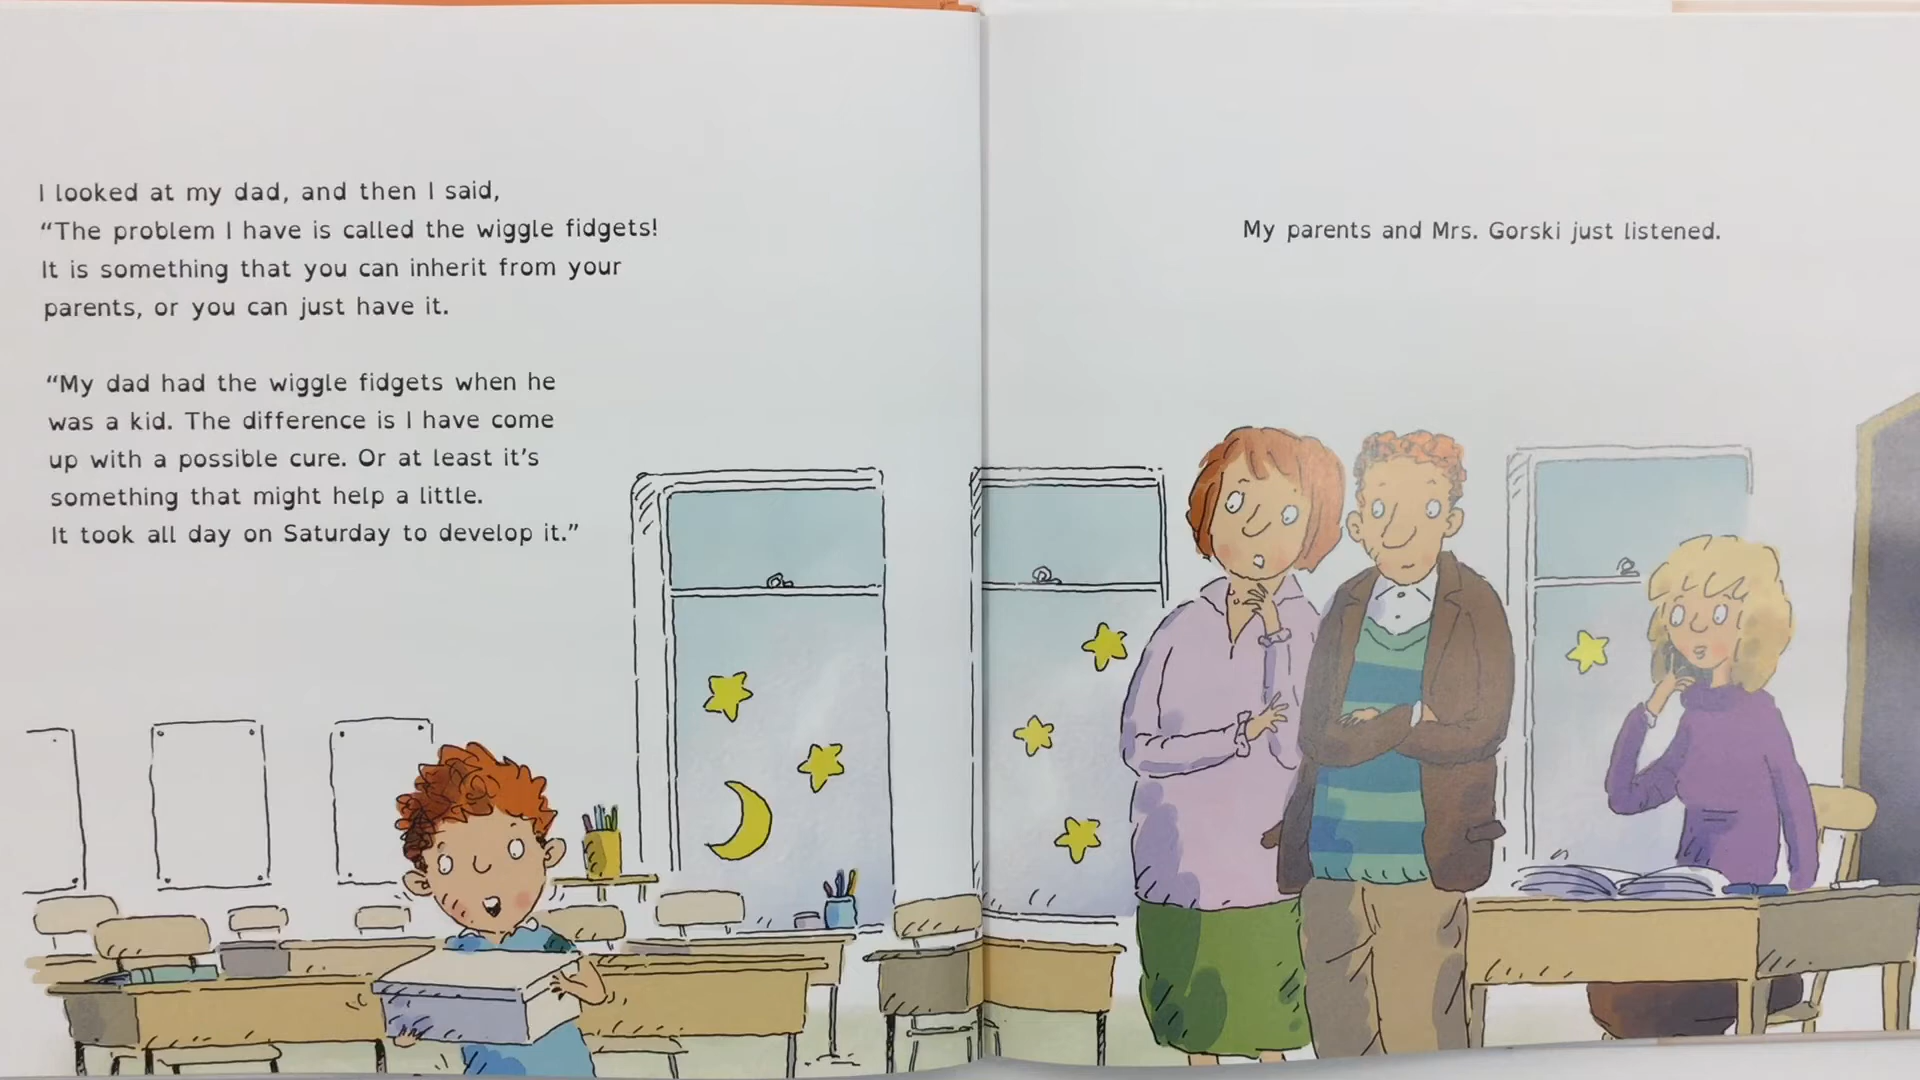 I looked at my dad, and then I said,
“The problem I have is called the wiggle fidgets!
It is something that you can inherit from your
parents, or you can just have it.
“My dad had the wiggle fidgets when he
was a kid. The difference is I have come
up with a possible cure. Or at least it’s
something that might help a little.
It took all day on Saturday to develop it.”
My parents and Mrs. Gorski just listened.